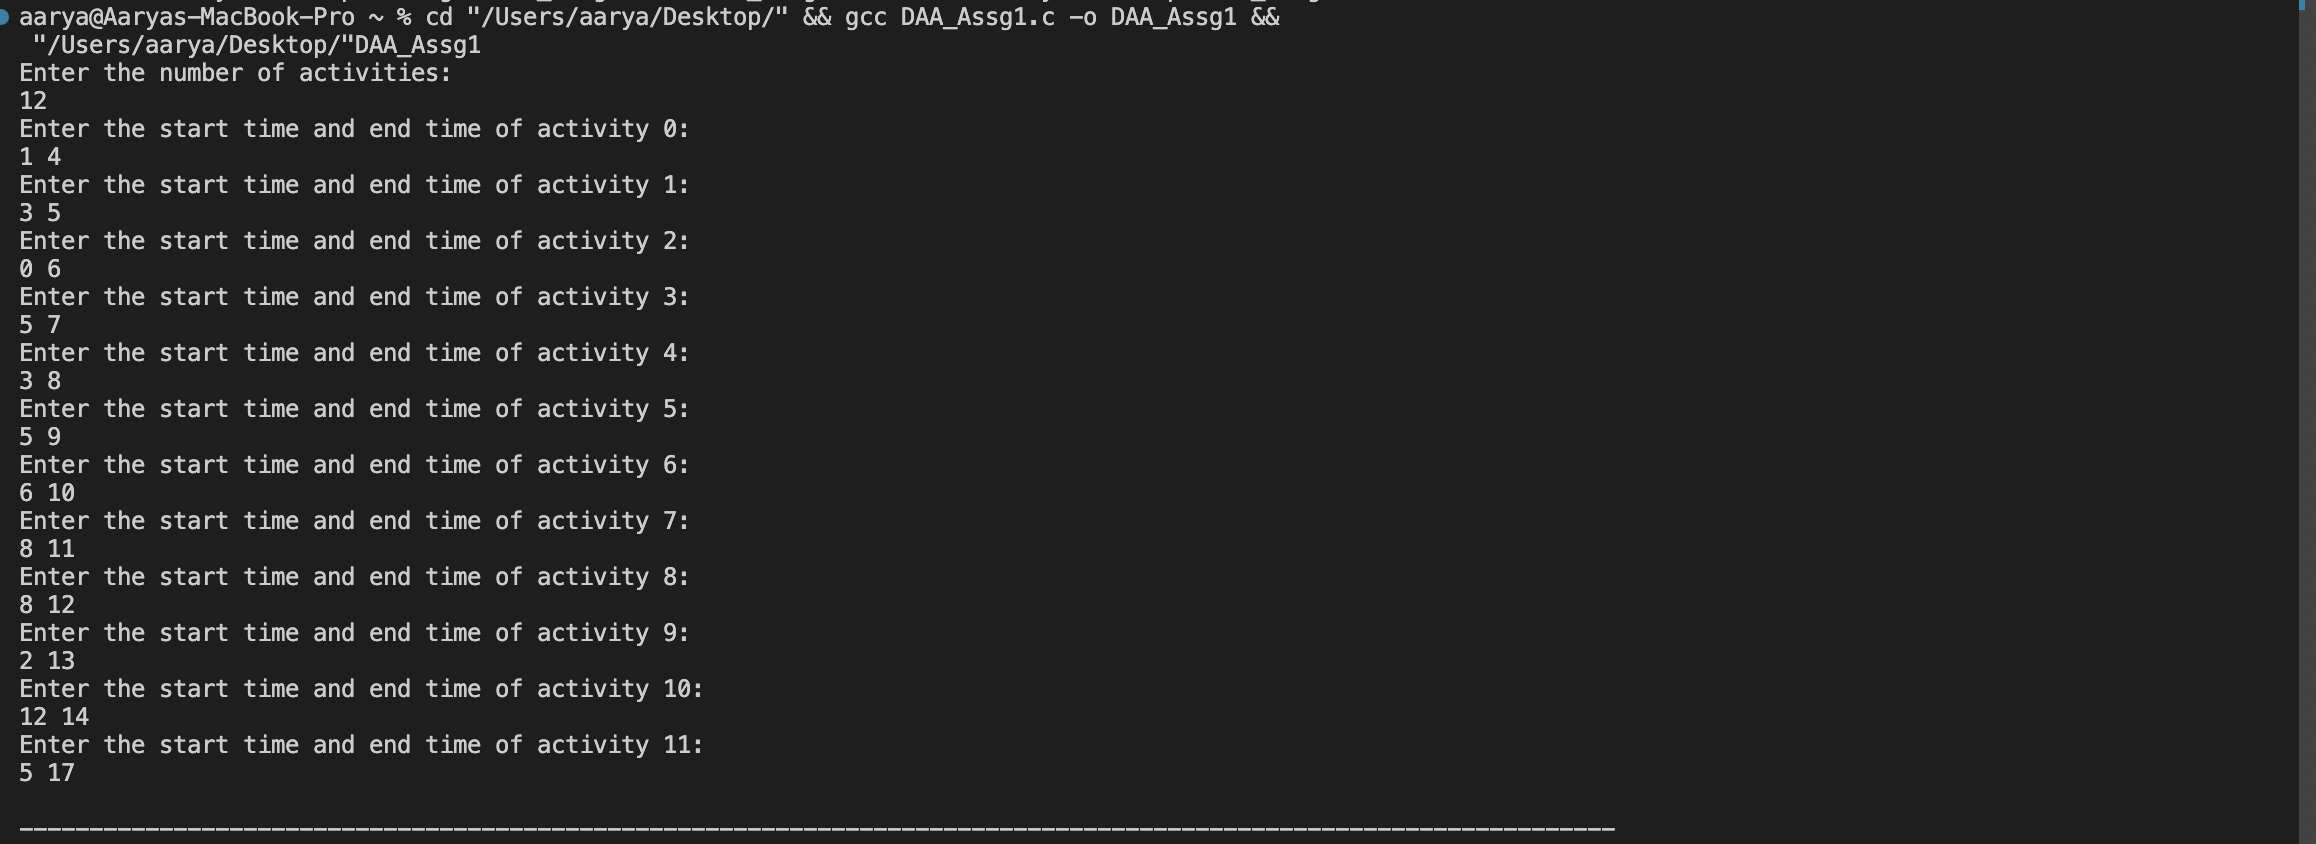 aarya@Aaryas-MacBook-Pro ~ % cd "/Users/aarya/Desktop/" && gcc DAA_Assg1.c -o DAA_Assg1 &&
"/Users/aarya/Desktop/"DAA_Assg1
Enter the number of activities:
12
Enter the start time and end time of activity 0:
1 4
Enter the start time and end time of activity 1:
3 5
Enter the start time and end time of activity 2:
0 6
Enter the start time and end time of activity 3:
5 7
Enter the start time and end time of activity 4:
3 8
Enter the start time and end time of activity 5:
5 9
Enter the start time and end time of activity 6:
6 10
Enter the start time and end time of activity 7:
8 11
Enter the start time and end time of activity 8:
8 12
Enter the start time and end time of activity 9:
2 13
Enter the start time and end time of activity 10:
12 14
Enter the start time and end time of activity 11:
5 17